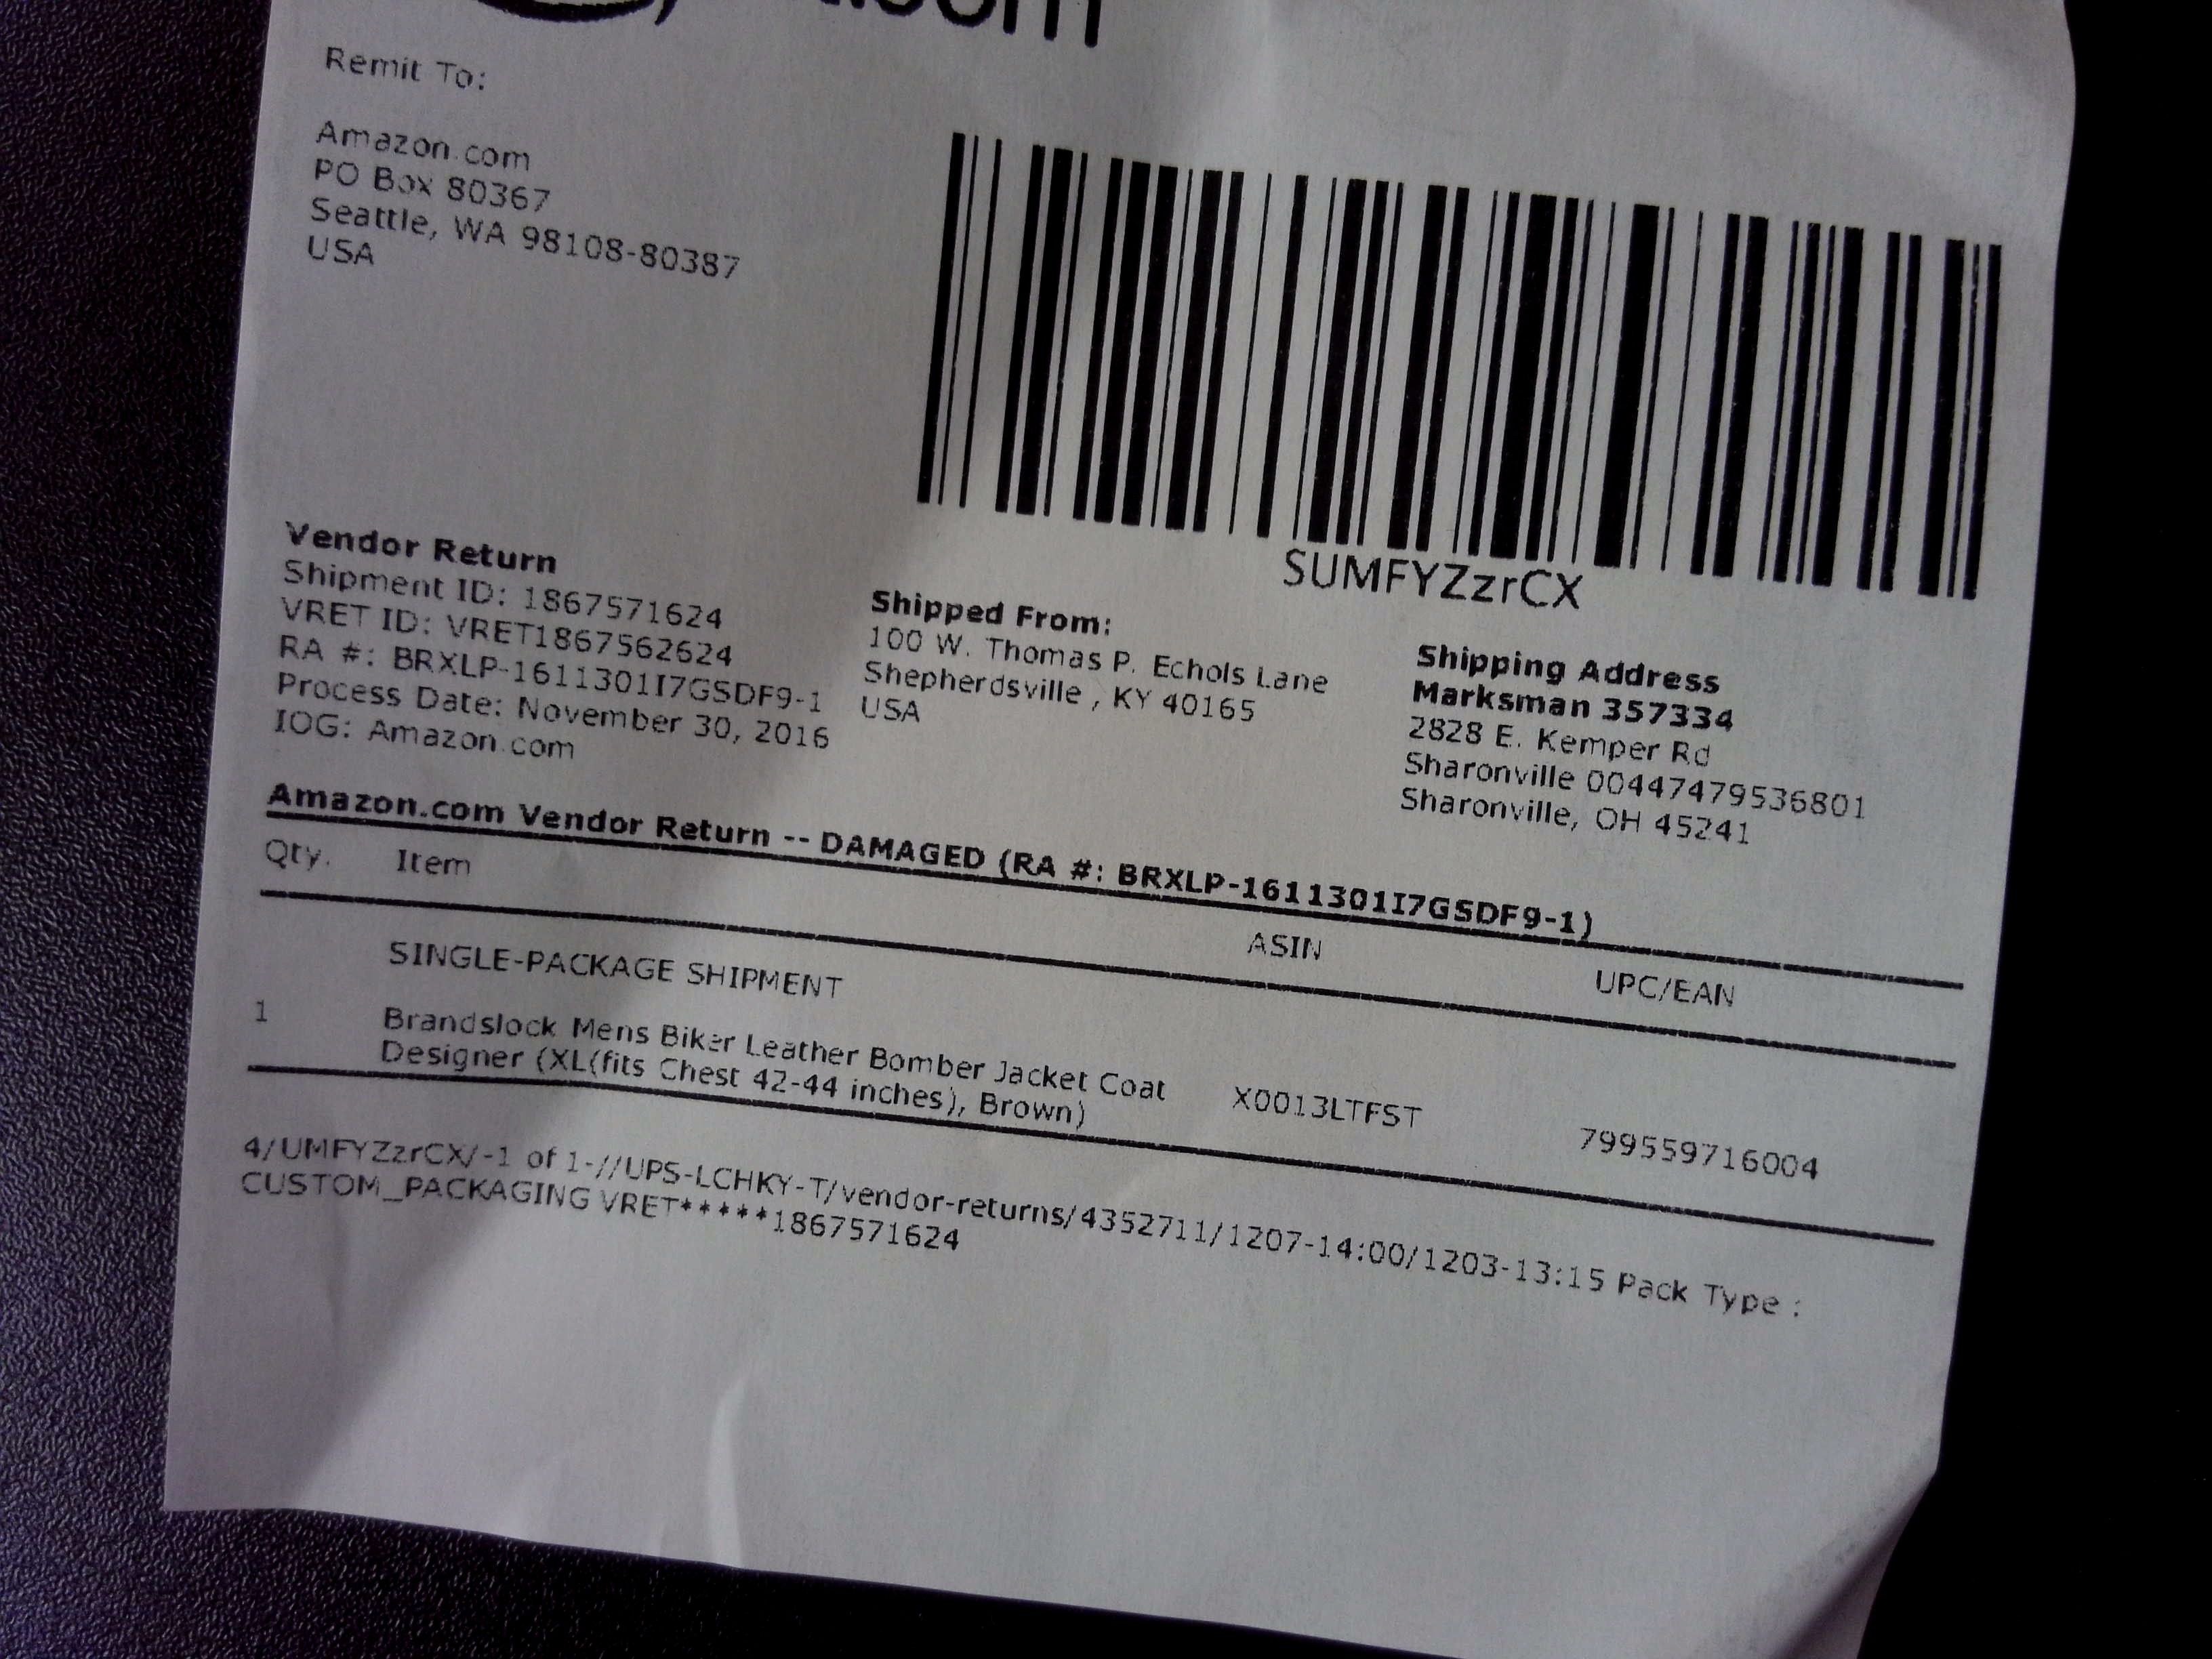 .com
Remit To:
Amazon.com
PO Box 80367
Seattle, WA 98108-80387
USA
SUMFYZzrCX
Vendor Return
Shipment ID: 1867571624
VRET ID: VRET1867562624
RA #: BRXLP-1611301I7GSDF9-1
Process Date: November 30, 2016
IOG: Amazon.com
Shipped From:
100 W. Thomas P. Echols Lane
Shepherdsville , KY 40165
USA
Shipping Address
Marksman 357334
2828 E. Kemper Rd
Sharonville 00447479536801
Sharonville, OH 45241
Amazon.com Vendor Return -- DAMAGED (RA #: BRXLP-1611301I7GSDF9-1)
Qty. Item ASIN UPC/EAN
SINGLE-PACKAGE SHIPMENT
1 Brandslock Mens Biker Leather Bomber Jacket Coat X0013LTFST 799559716004
Designer (XL(fits Chest 42-44 inches), Brown)
4/UMFYZzrCX/-1 of 1-//UPS-LCHKY-T/vendor-returns/4352711/1207-14:00/1203-13:15 Pack Type :
CUSTOM_PACKAGING VRET*****1867571624